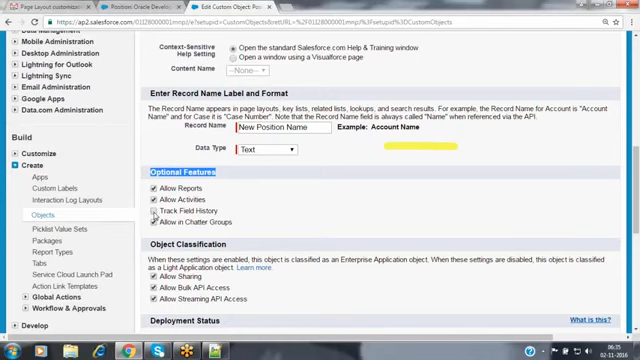 Page Layout customizatio
Position: Oracle Develop
Edit Custom Object: Pos
https://ap2.salesforce.com
Data Management
Mobile Administration
Desktop Administration
Lightning for Outlook
Lightning Sync
Email Administration
Google Apps
Data.com Administration
Build
Customize
Create
Apps
Custom Labels
Interaction Log Layouts
Objects
Picklist Value Sets
Packages
Report Types
Tabs
Service Cloud Launch Pad
Action Link Templates
Global Actions
Workflow & Approvals
Develop
Context-Sensitive
Help Setting
Open the standard Salesforce.com Help & Training window
Open a window using a Visualforce page
Content Name
--None--
Enter Record Name Label and Format
The Record Name appears in page layouts, key lists, related lists, lookups, and search results. For example, the Record Name for Account is "Account
Name" and for Case it is "Case Number". Note that the Record Name field is always called "Name" when referenced via the API.
Record Name
New Position Name
Example: Account Name
Data Type
Text
Optional Features
Allow Reports
Allow Activities
Track Field History
Allow in Chatter Groups
Object Classification
When these settings are enabled, this object is classified as an Enterprise Application object. When these settings are disabled, this object is
classified as a Light Application object. Learn more.
Allow Sharing
Allow Bulk API Access
Allow Streaming API Access
Deployment Status
What is this?
06:35
02-11-2016